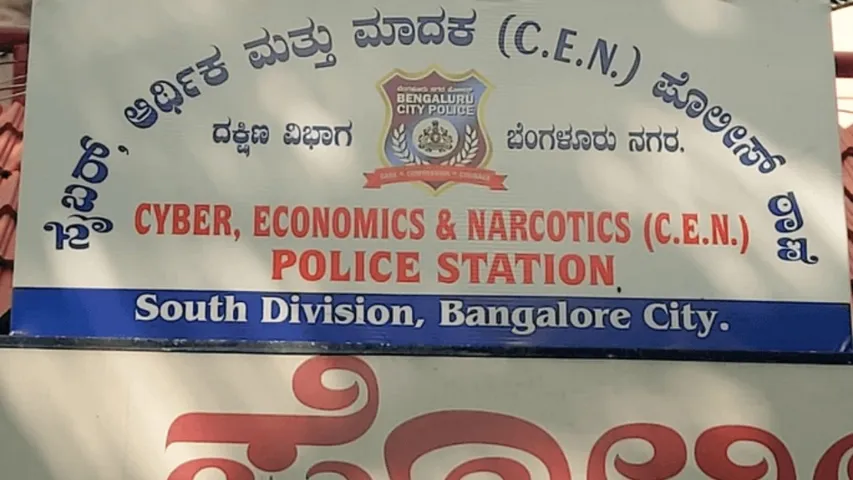 ಸೈಬರ್, ಆರ್ಥಿಕ ಮತ್ತು ಮಾದಕ (C.E.N.) ಪೊಲೀಸ್ ಠಾಣೆ
ದಕ್ಷಿಣ ವಿಭಾಗ ಬೆಂಗಳೂರು ನಗರ.
BENGALURU
CITY POLICE
CYBER, ECONOMICS & NARCOTICS (C.E.N.)
POLICE STATION.
South Division, Bangalore City.